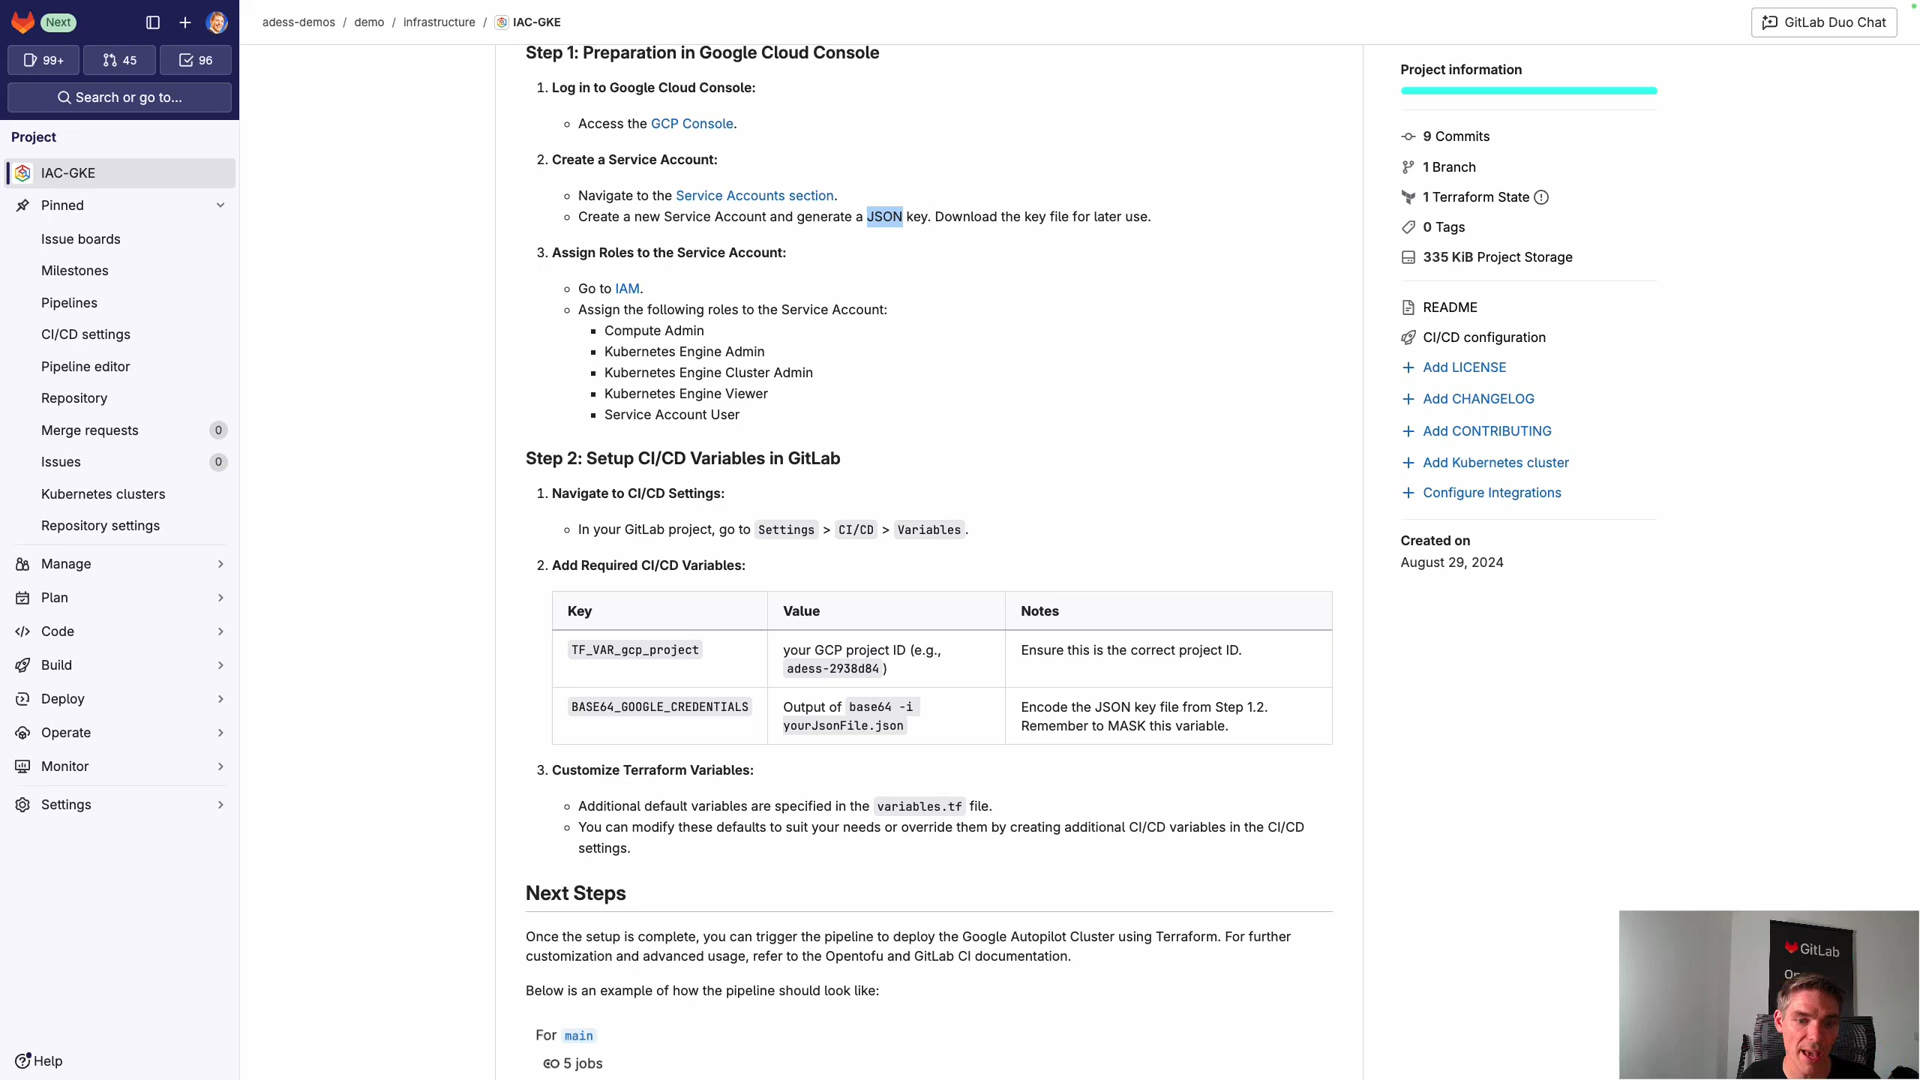 Next
99+
45
96
Search or go to...
Project
IAC-GKE
Pinned
Issue boards
Milestones
Pipelines
CI/CD settings
Pipeline editor
Repository
Merge requests 0
Issues 0
Kubernetes clusters
Repository settings
Manage
Plan
Code
Build
Deploy
Operate
Monitor
Settings
Help
adess-demos / demo / infrastructure / IAC-GKE
GitLab Duo Chat
Step 1: Preparation in Google Cloud Console
1. Log in to Google Cloud Console:
Access the GCP Console.
2. Create a Service Account:
Navigate to the Service Accounts section.
Create a new Service Account and generate a JSON key. Download the key file for later use.
3. Assign Roles to the Service Account:
Go to IAM.
Assign the following roles to the Service Account:
Compute Admin
Kubernetes Engine Admin
Kubernetes Engine Cluster Admin
Kubernetes Engine Viewer
Service Account User
Step 2: Setup CI/CD Variables in GitLab
1. Navigate to CI/CD Settings:
In your GitLab project, go to Settings > CI/CD > Variables.
2. Add Required CI/CD Variables:
Key Value Notes
TF_VAR_gcp_project your GCP project ID (e.g., Ensure this is the correct project ID.
adess-2938d84)
BASE64_GOOGLE_CREDENTIALS Output of base64 -i Encode the JSON key file from Step 1.2.
yourJsonFile.json Remember to MASK this variable.
3. Customize Terraform Variables:
Additional default variables are specified in the variables.tf file.
You can modify these defaults to suit your needs or override them by creating additional CI/CD variables in the CI/CD
settings.
Next Steps
Once the setup is complete, you can trigger the pipeline to deploy the Google Autopilot Cluster using Terraform. For further
customization and advanced usage, refer to the Opentofu and GitLab CI documentation.
Below is an example of how the pipeline should look like:
For main
5 jobs
Project information
9 Commits
1 Branch
1 Terraform State
0 Tags
335 KiB Project Storage
README
CI/CD configuration
+ Add LICENSE
+ Add CHANGELOG
+ Add CONTRIBUTING
+ Add Kubernetes cluster
+ Configure Integrations
Created on
August 29, 2024
GitLab